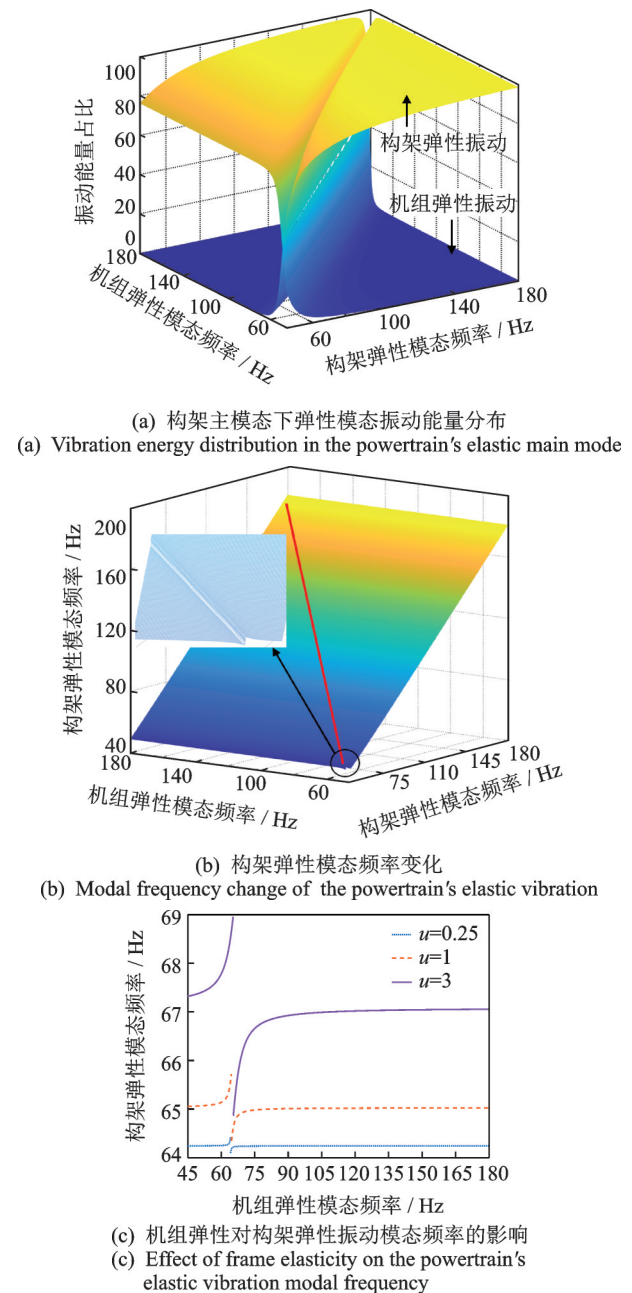 100
80
60
40
20
0
振动能量占比
构架弹性振动
机组弹性振动
180
140
100
60
机组弹性模态频率 / Hz
60
100
140
180
构架弹性模态频率 / Hz
(a) 构架主模态下弹性模态振动能量分布
(a) Vibration energy distribution in the powertrain's elastic main mode
200
160
120
80
40
构架弹性模态频率 / Hz
180
140
100
60
机组弹性模态频率 / Hz
75
110
145
180
构架弹性模态频率 / Hz
(b) 构架弹性模态频率变化
(b) Modal frequency change of the powertrain's elastic vibration
69
68
67
66
65
64
构架弹性模态频率 / Hz
u=0.25
u=1
u=3
45 60 75 90 105 120 135 150 165 180
机组弹性模态频率 / Hz
(c) 机组弹性对构架弹性振动模态频率的影响
(c) Effect of frame elasticity on the powertrain's
elastic vibration modal frequency